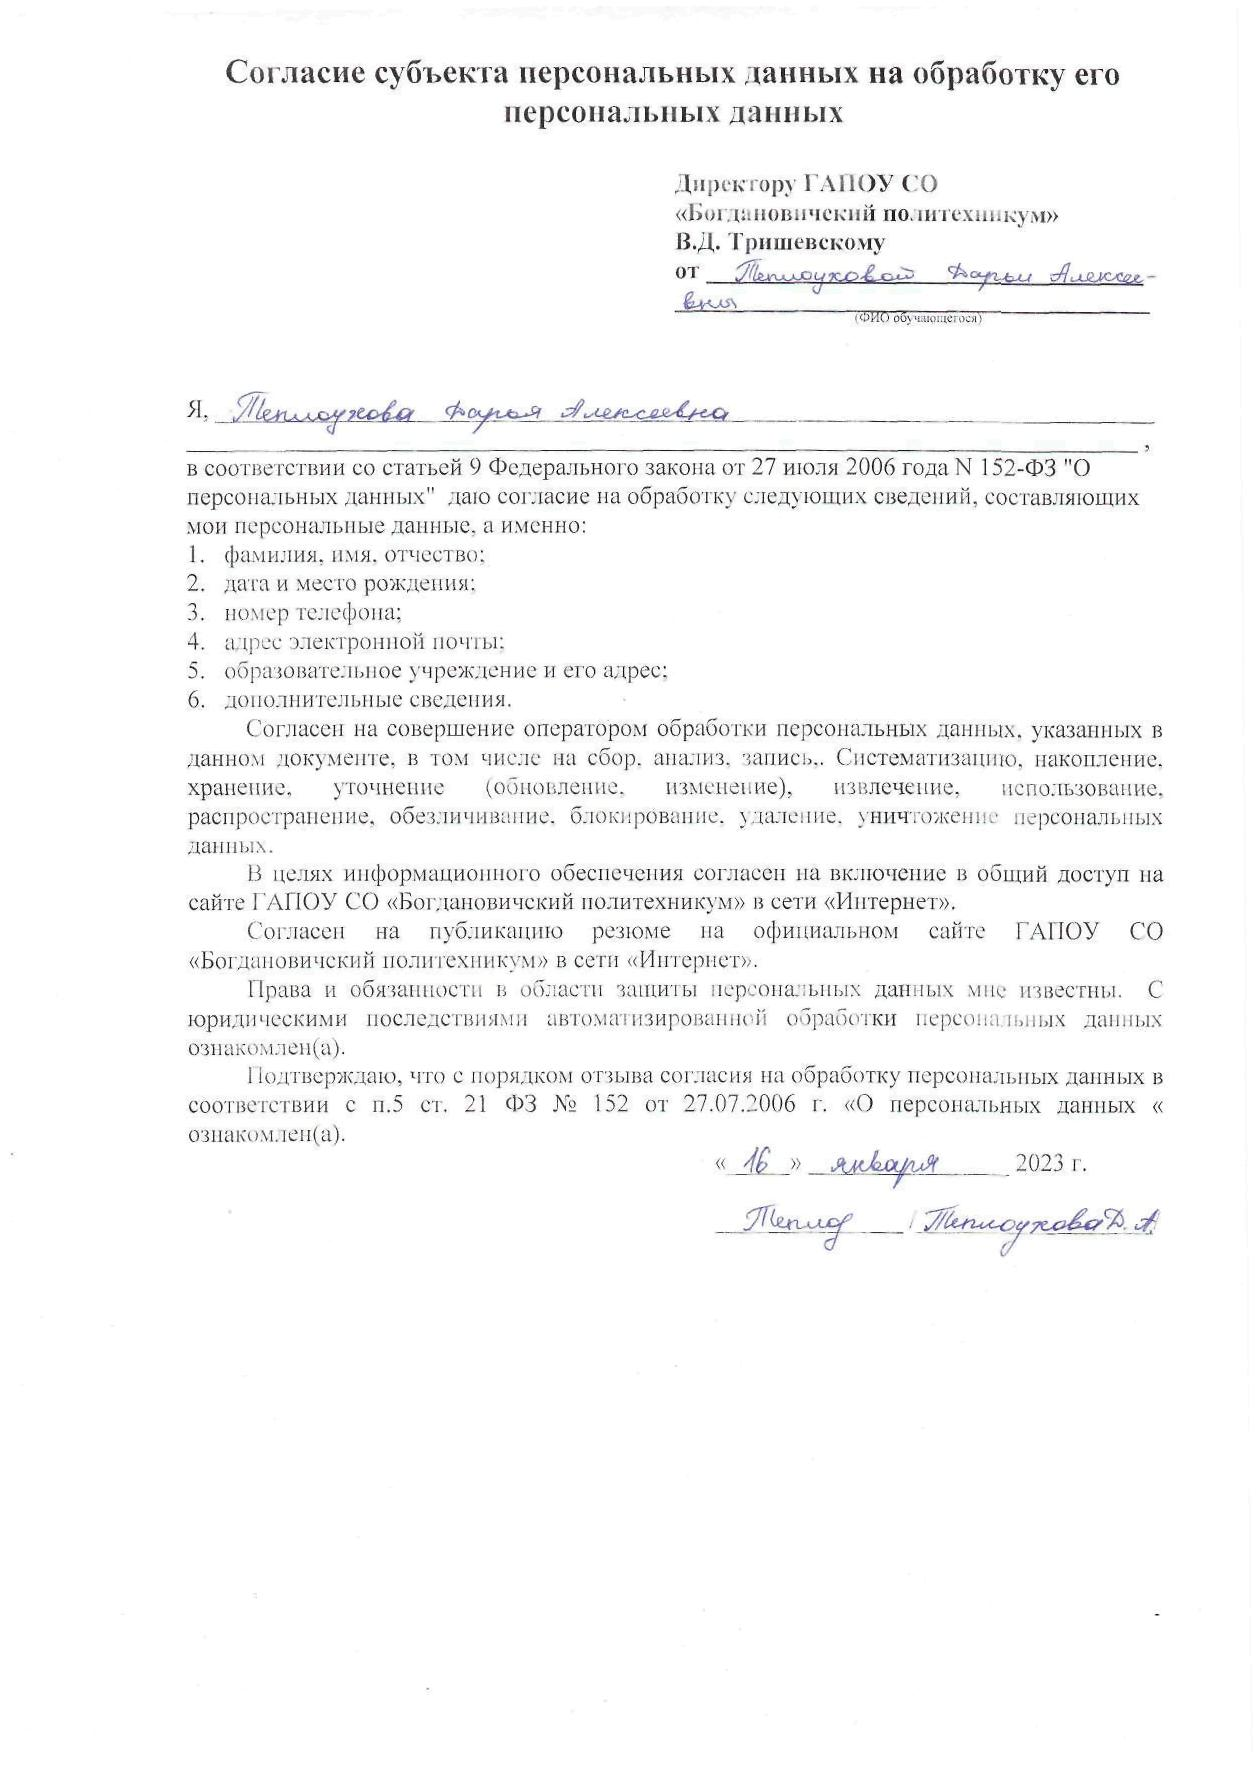 Согласие субъекта персональных данных на обработку его
персональных данных
Директору ГАПОУ СО
«Богдановичский политехникум»
В.Д. Тришевскому
от Теплоуховой Дарьи Алексее-
вны
(ФИО обучающегося)
Я, Теплоухова Дарья Алексеевна
,
в соответствии со статьей 9 Федерального закона от 27 июля 2006 года N 152-ФЗ "О
персональных данных" даю согласие на обработку следующих сведений, составляющих
мои персональные данные, а именно:
1. фамилия, имя, отчество;
2. дата и место рождения;
3. номер телефона;
4. адрес электронной почты;
5. образовательное учреждение и его адрес;
6. дополнительные сведения.
Согласен на совершение оператором обработки персональных данных, указанных в
данном документе, в том числе на сбор, анализ, запись,. Систематизацию, накопление,
хранение, уточнение (обновление, изменение), извлечение, использование,
распространение, обезличивание, блокирование, удаление, уничтожение персональных
данных.
В целях информационного обеспечения согласен на включение в общий доступ на
сайте ГАПОУ СО «Богдановичский политехникум» в сети «Интернет».
Согласен на публикацию резюме на официальном сайте ГАПОУ СО
«Богдановичский политехникум» в сети «Интернет».
Права и обязанности в области защиты персональных данных мне известны. С
юридическими последствиями автоматизированной обработки персональных данных
ознакомлен(а).
Подтверждаю, что с порядком отзыва согласия на обработку персональных данных в
соответствии с п.5 ст. 21 ФЗ № 152 от 27.07.2006 г. «О персональных данных «
ознакомлен(а).
« 16 » января 2023 г.
Теплоу / Теплоухова Д. А.